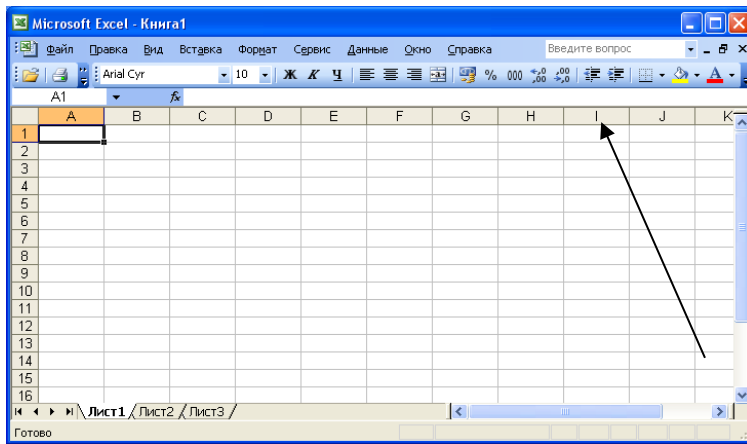 Microsoft Excel - Книга1
Файл Правка Вид Вставка Формат Сервис Данные Окно Справка Введите вопрос
Arial Cyr 10 Ж К Ч % 000 ,00 ,00 A
A1 fx
A B C D E F G H I J K
1
2
3
4
5
6
7
8
9
10
11
12
13
14
15
16
Лист1 Лист2 Лист3
Готово